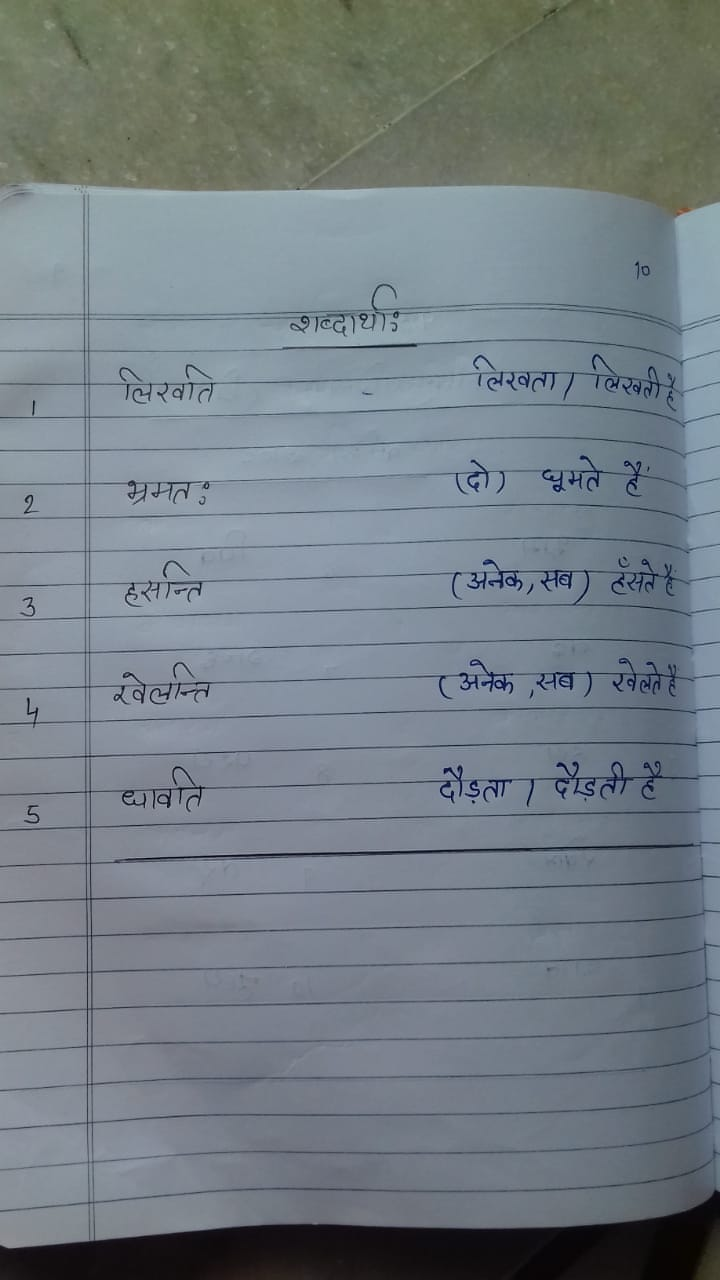 10
शब्दार्थाः
1 लिखति - लिखता / लिखती है
2 भ्रमतः (दो) घूमते हैं
3 हसन्ति (अनेक, सब) हँसते हैं
4 खेलन्ति (अनेक, सब) खेलते हैं
5 धावति दौड़ता / दौड़ती है